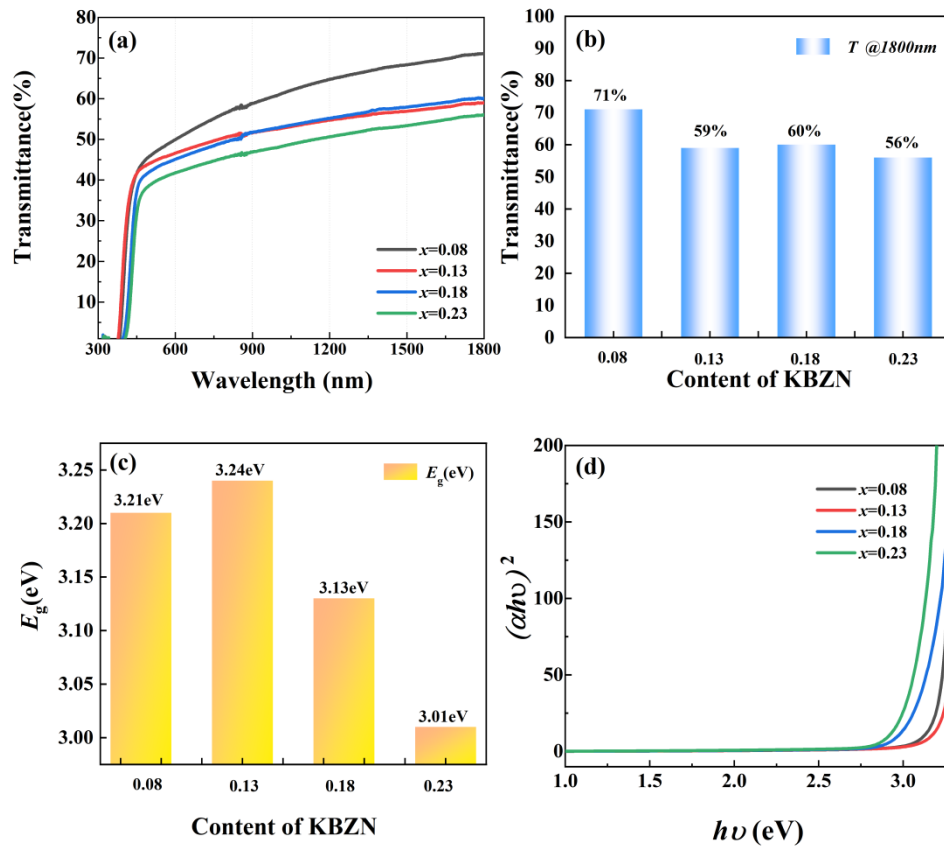 (a)
Transmittance(%)
80
70
60
50
40
30
20
10
300 600 900 1200 1500 1800
Wavelength (nm)
x=0.08
x=0.13
x=0.18
x=0.23
(b)
Transmittance(%)
100
90
80
70
60
50
40
30
20
10
0
T @1800nm
71%
59%
60%
56%
0.08 0.13 0.18 0.23
Content of KBZN
(c)
Eg(eV)
3.25
3.20
3.15
3.10
3.05
3.00
Eg(eV)
3.21eV
3.24eV
3.13eV
3.01eV
0.08 0.13 0.18 0.23
Content of KBZN
(d)
(αhυ)²
200
150
100
50
0
x=0.08
x=0.13
x=0.18
x=0.23
1.0 1.5 2.0 2.5 3.0
hυ (eV)